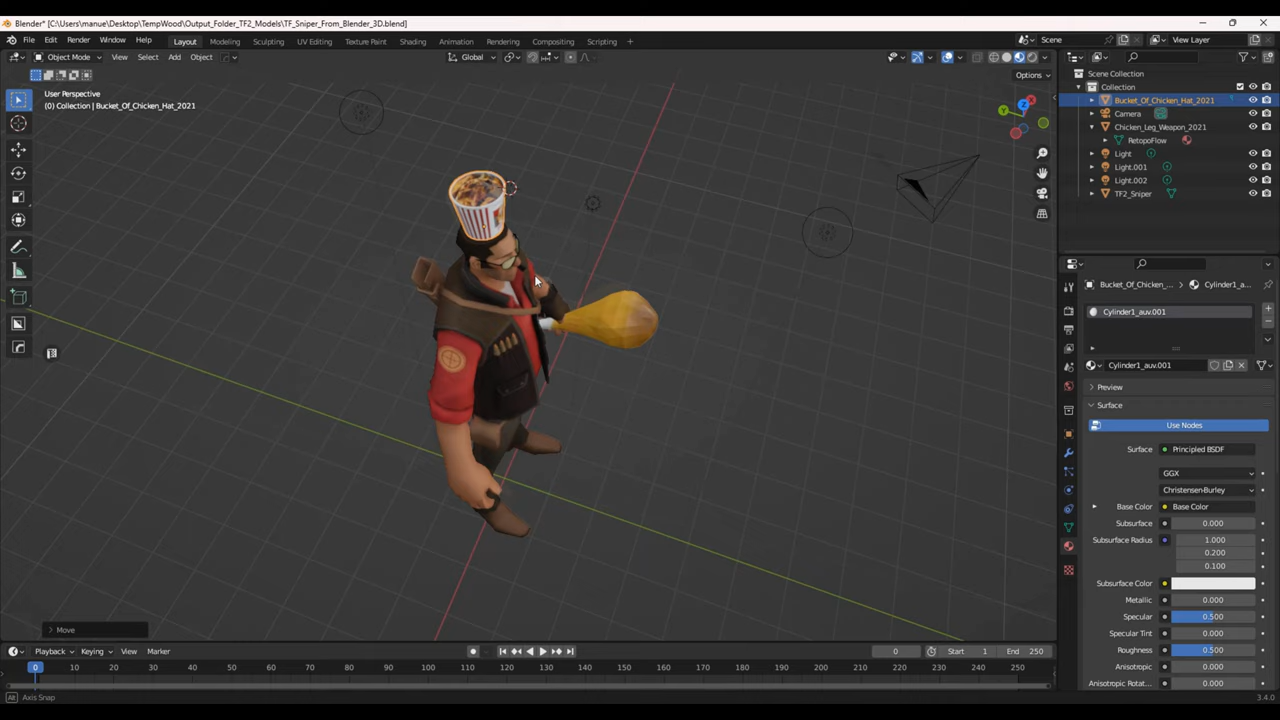 Blender* [C:\Users\manue\Desktop\TempWood\Output_Folder_TF2_Models\TF_Sniper_From_Blender_3D.blend]
File Edit Render Window Help Layout Modeling Sculpting UV Editing Texture Paint Shading Animation Rendering Compositing Scripting + Scene View Layer
Object Mode View Select Add Object Global
Options
User Perspective
(0) Collection | Bucket_Of_Chicken_Hat_2021
Z
Y
X
Scene Collection
Collection
Bucket_Of_Chicken_Hat_2021
Camera
Chicken_Leg_Weapon_2021
RetopoFlow
Light
Light.001
Light.002
TF2_Sniper
Bucket_Of_Chicken_... Cylinder1_a...
Cylinder1_auv.001
Cylinder1_auv.001
Preview
Surface
Use Nodes
Surface Principled BSDF
GGX
Christensen-Burley
Base Color Base Color
Subsurface 0.000
Subsurface Radius 1.000
0.200
0.100
Subsurface Color
Metallic 0.000
Specular 0.500
Specular Tint 0.000
Roughness 0.500
Anisotropic 0.000
Anisotropic Rotat... 0.000
Move
Playback Keying View Marker 0 Start 1 End 250
0 10 20 30 40 50 60 70 80 90 100 110 120 130 140 150 160 170 180 190 200 210 220 230 240 250
Axis Snap
3.4.0